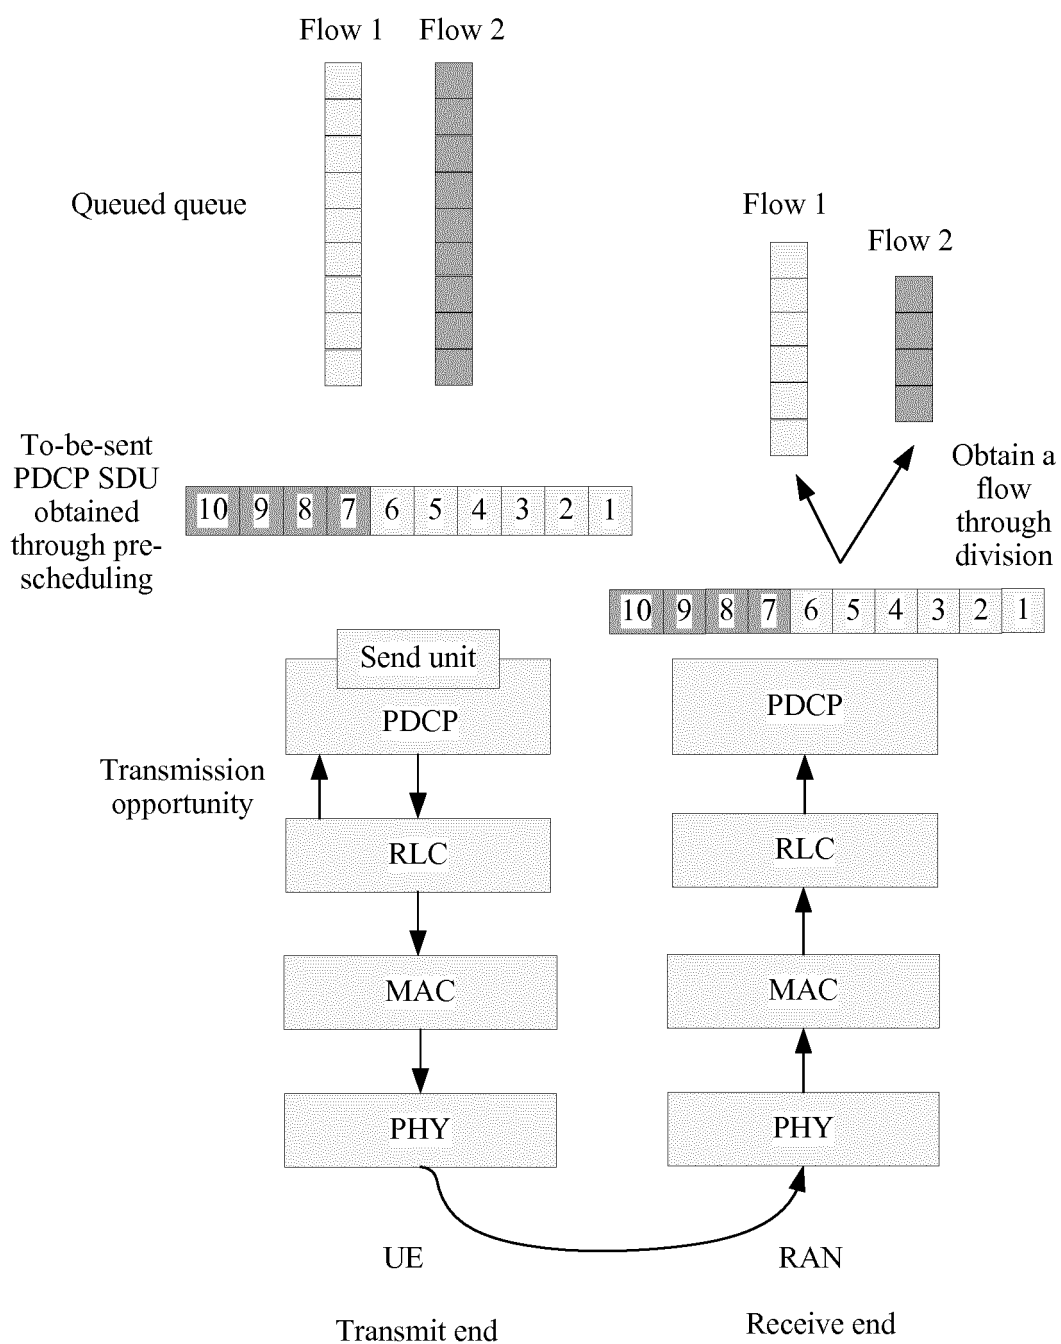 Flow 1 Flow 2
Queued queue
Flow 1
Flow 2
To-be-sent
PDCP SDU
obtained
through pre-
scheduling
10 9 8 7 6 5 4 3 2 1
Obtain a
flow
through
division
10 9 8 7 6 5 4 3 2 1
Send unit
PDCP
PDCP
Transmission
opportunity
RLC
RLC
MAC
MAC
PHY
PHY
UE
RAN
Transmit end
Receive end